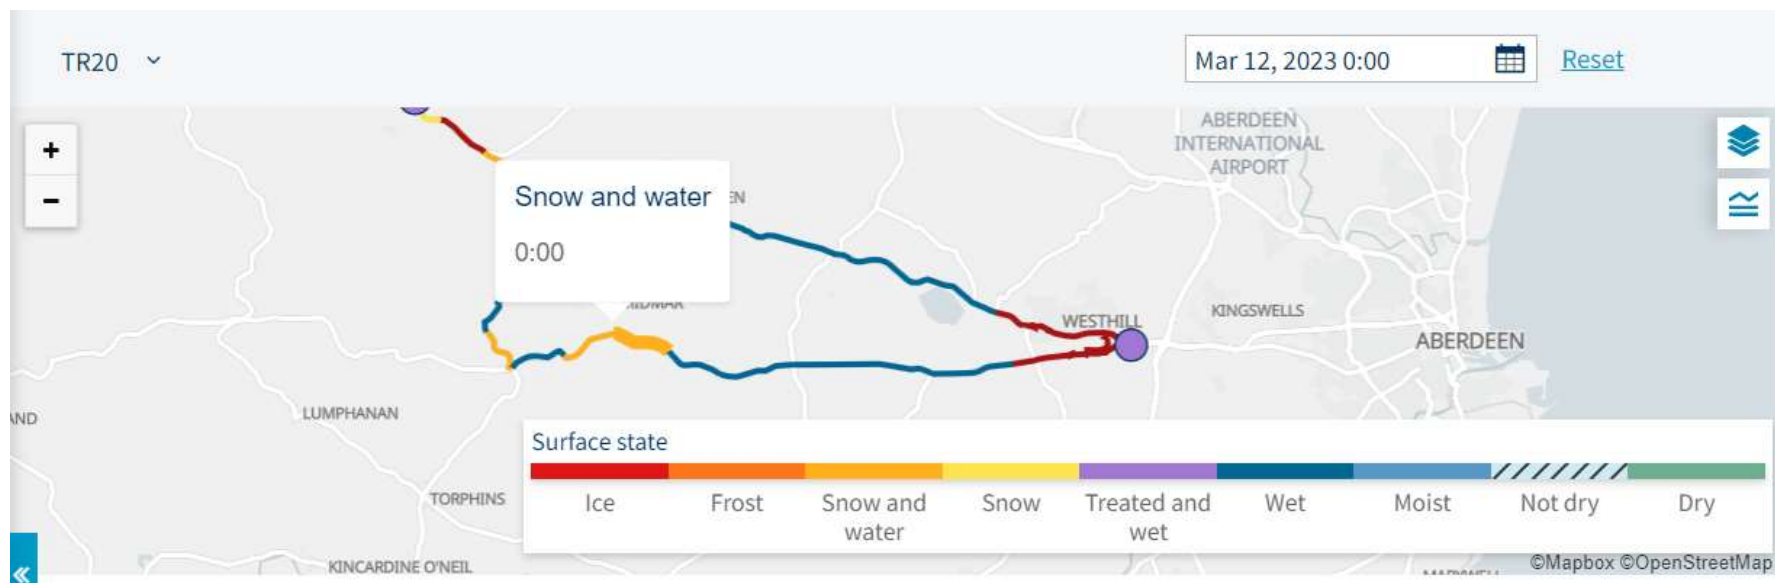 TR20
Mar 12, 2023 0:00
Reset
+
−
ABERDEEN
INTERNATIONAL
AIRPORT
Snow and water
0:00
EN
WESTHILL
KINGSWELLS
ABERDEEN
LUMPHANAN
Surface state
Ice
Frost
Snow and
water
Snow
Treated and
wet
Wet
Moist
Not dry
Dry
TORPHINS
KINCARDINE O'NEIL
©Mapbox ©OpenStreetMap